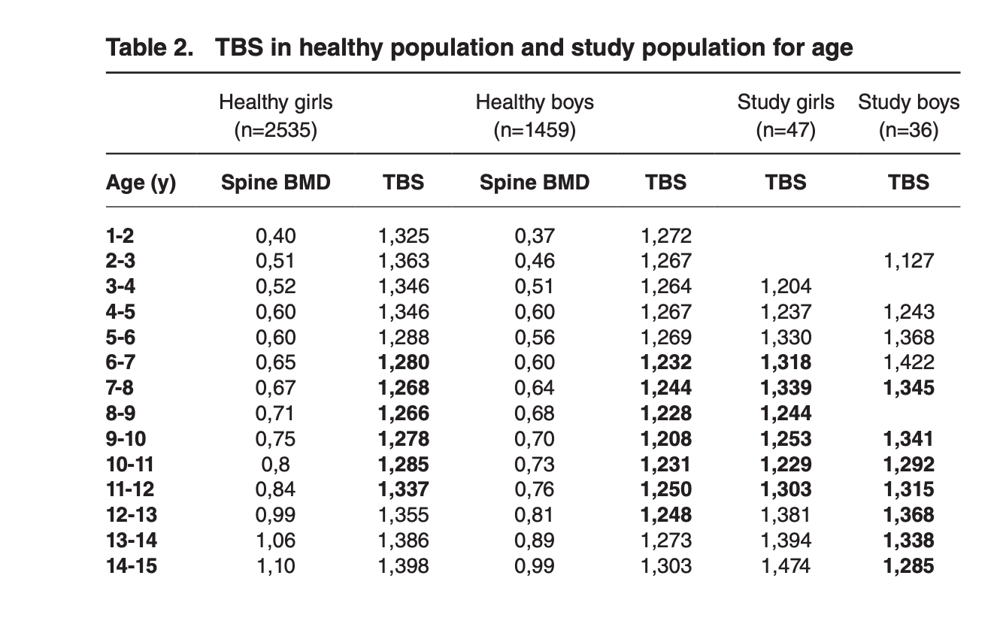 Table 2. TBS in healthy population and study population for age
Healthy girls Healthy boys Study girls Study boys
(n=2535) (n=1459) (n=47) (n=36)
Age (y) Spine BMD TBS Spine BMD TBS TBS TBS
1-2 0,40 1,325 0,37 1,272
2-3 0,51 1,363 0,46 1,267 1,127
3-4 0,52 1,346 0,51 1,264 1,204
4-5 0,60 1,346 0,60 1,267 1,237 1,243
5-6 0,60 1,288 0,56 1,269 1,330 1,368
6-7 0,65 1,280 0,60 1,232 1,318 1,422
7-8 0,67 1,268 0,64 1,244 1,339 1,345
8-9 0,71 1,266 0,68 1,228 1,244
9-10 0,75 1,278 0,70 1,208 1,253 1,341
10-11 0,8 1,285 0,73 1,231 1,229 1,292
11-12 0,84 1,337 0,76 1,250 1,303 1,315
12-13 0,99 1,355 0,81 1,248 1,381 1,368
13-14 1,06 1,386 0,89 1,273 1,394 1,338
14-15 1,10 1,398 0,99 1,303 1,474 1,285